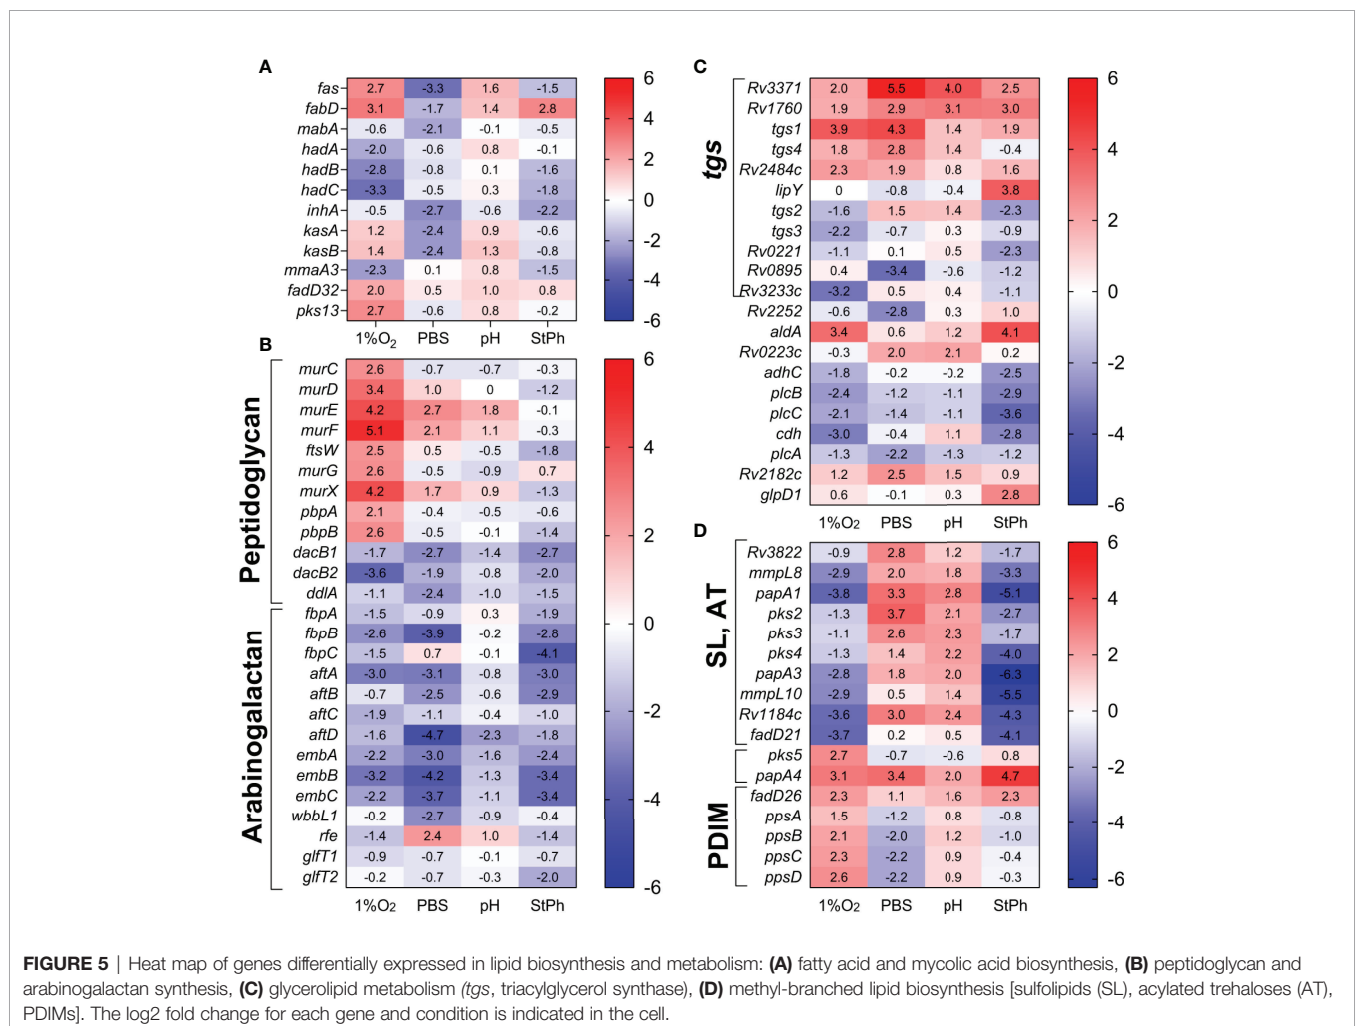 A
fas 2.7 -3.3 1.6 -1.5
fabD 3.1 -1.7 1.4 2.8
mabA -0.6 -2.1 -0.1 -0.5
hadA -2.0 -0.6 0.8 -0.1
hadB -2.8 -0.8 0.1 -1.6
hadC -3.3 -0.5 0.3 -1.8
inhA -0.5 -2.7 -0.6 -2.2
kasA 1.2 -2.4 0.9 -0.6
kasB 1.4 -2.4 1.3 -0.8
mmaA3 -2.3 0.1 0.8 -1.5
fadD32 2.0 0.5 1.0 0.8
pks13 2.7 -0.6 0.8 -0.2
1%O2 PBS pH StPh
6
4
2
0
-2
-4
-6
B
Peptidoglycan
murC 2.6 -0.7 -0.7 -0.3
murD 3.4 1.0 0 -1.2
murE 4.2 2.7 1.8 -0.1
murF 5.1 2.1 1.1 -0.3
ftsW 2.5 0.5 -0.5 -1.8
murG 2.6 -0.5 -0.9 0.7
murX 4.2 1.7 0.9 -1.3
pbpA 2.1 -0.4 -0.5 -0.6
pbpB 2.6 -0.5 -0.1 -1.4
dacB1 -1.7 -2.7 -1.4 -2.7
dacB2 -3.6 -1.9 -0.8 -2.0
ddlA -1.1 -2.4 -1.0 -1.5
Arabinogalactan
fbpA -1.5 -0.9 0.3 -1.9
fbpB -2.6 -3.9 -0.2 -2.8
fbpC -1.5 0.7 -0.1 -4.1
aftA -3.0 -3.1 -0.8 -3.0
aftB -0.7 -2.5 -0.6 -2.9
aftC -1.9 -1.1 -0.4 -1.0
aftD -1.6 -4.7 -2.3 -1.8
embA -2.2 -3.0 -1.6 -2.4
embB -3.2 -4.2 -1.3 -3.4
embC -2.2 -3.7 -1.1 -3.4
wbbL1 -0.2 -2.7 -0.9 -0.4
rfe -1.4 2.4 1.0 -1.4
glfT1 -0.9 -0.7 -0.1 -0.7
glfT2 -0.2 -0.7 -0.3 -2.0
1%O2 PBS pH StPh
6
4
2
0
-2
-4
-6
C
tgs
Rv3371 2.0 5.5 4.0 2.5
Rv1760 1.9 2.9 3.1 3.0
tgs1 3.9 4.3 1.4 1.9
tgs4 1.8 2.8 1.4 -0.4
Rv2484c 2.3 1.9 0.8 1.6
lipY 0 -0.8 -0.4 3.8
tgs2 -1.6 1.5 1.4 -2.3
tgs3 -2.2 -0.7 0.3 -0.9
Rv0221 -1.1 0.1 0.5 -2.3
Rv0895 0.4 -3.4 -0.6 -1.2
Rv3233c -3.2 0.5 0.4 -1.1
Rv2252 -0.6 -2.8 0.3 1.0
aldA 3.4 0.6 1.2 4.1
Rv0223c -0.3 2.0 2.1 0.2
adhC -1.8 -0.2 -0.2 -2.5
plcB -2.4 -1.2 -1.1 -2.9
plcC -2.1 -1.4 -1.1 -3.6
cdh -3.0 -0.4 1.1 -2.8
plcA -1.3 -2.2 -1.3 -1.2
Rv2182c 1.2 2.5 1.5 0.9
glpD1 0.6 -0.1 0.3 2.8
1%O2 PBS pH StPh
6
4
2
0
-2
-4
-6
D
SL, AT
Rv3822 -0.9 2.8 1.2 -1.7
mmpL8 -2.9 2.0 1.8 -3.3
papA1 -3.8 3.3 2.8 -5.1
pks2 -1.3 3.7 2.1 -2.7
pks3 -1.1 2.6 2.3 -1.7
pks4 -1.3 1.4 2.2 -4.0
papA3 -2.8 1.8 2.0 -6.3
mmpL10 -2.9 0.5 1.4 -5.5
Rv1184c -3.6 3.0 2.4 -4.3
fadD21 -3.7 0.2 0.5 -4.1
pks5 2.7 -0.7 -0.6 0.8
papA4 3.1 3.4 2.0 4.7
PDIM
fadD26 2.3 1.1 1.6 2.3
ppsA 1.5 -1.2 0.8 -0.8
ppsB 2.1 -2.0 1.2 -1.0
ppsC 2.3 -2.2 0.9 -0.4
ppsD 2.6 -2.2 0.9 -0.3
1%O2 PBS pH StPh
6
4
2
0
-2
-4
-6
FIGURE 5 | Heat map of genes differentially expressed in lipid biosynthesis and metabolism: (A) fatty acid and mycolic acid biosynthesis, (B) peptidoglycan and
arabinogalactan synthesis, (C) glycerolipid metabolism (tgs, triacylglycerol synthase), (D) methyl-branched lipid biosynthesis [sulfolipids (SL), acylated trehaloses (AT),
PDIMs]. The log2 fold change for each gene and condition is indicated in the cell.